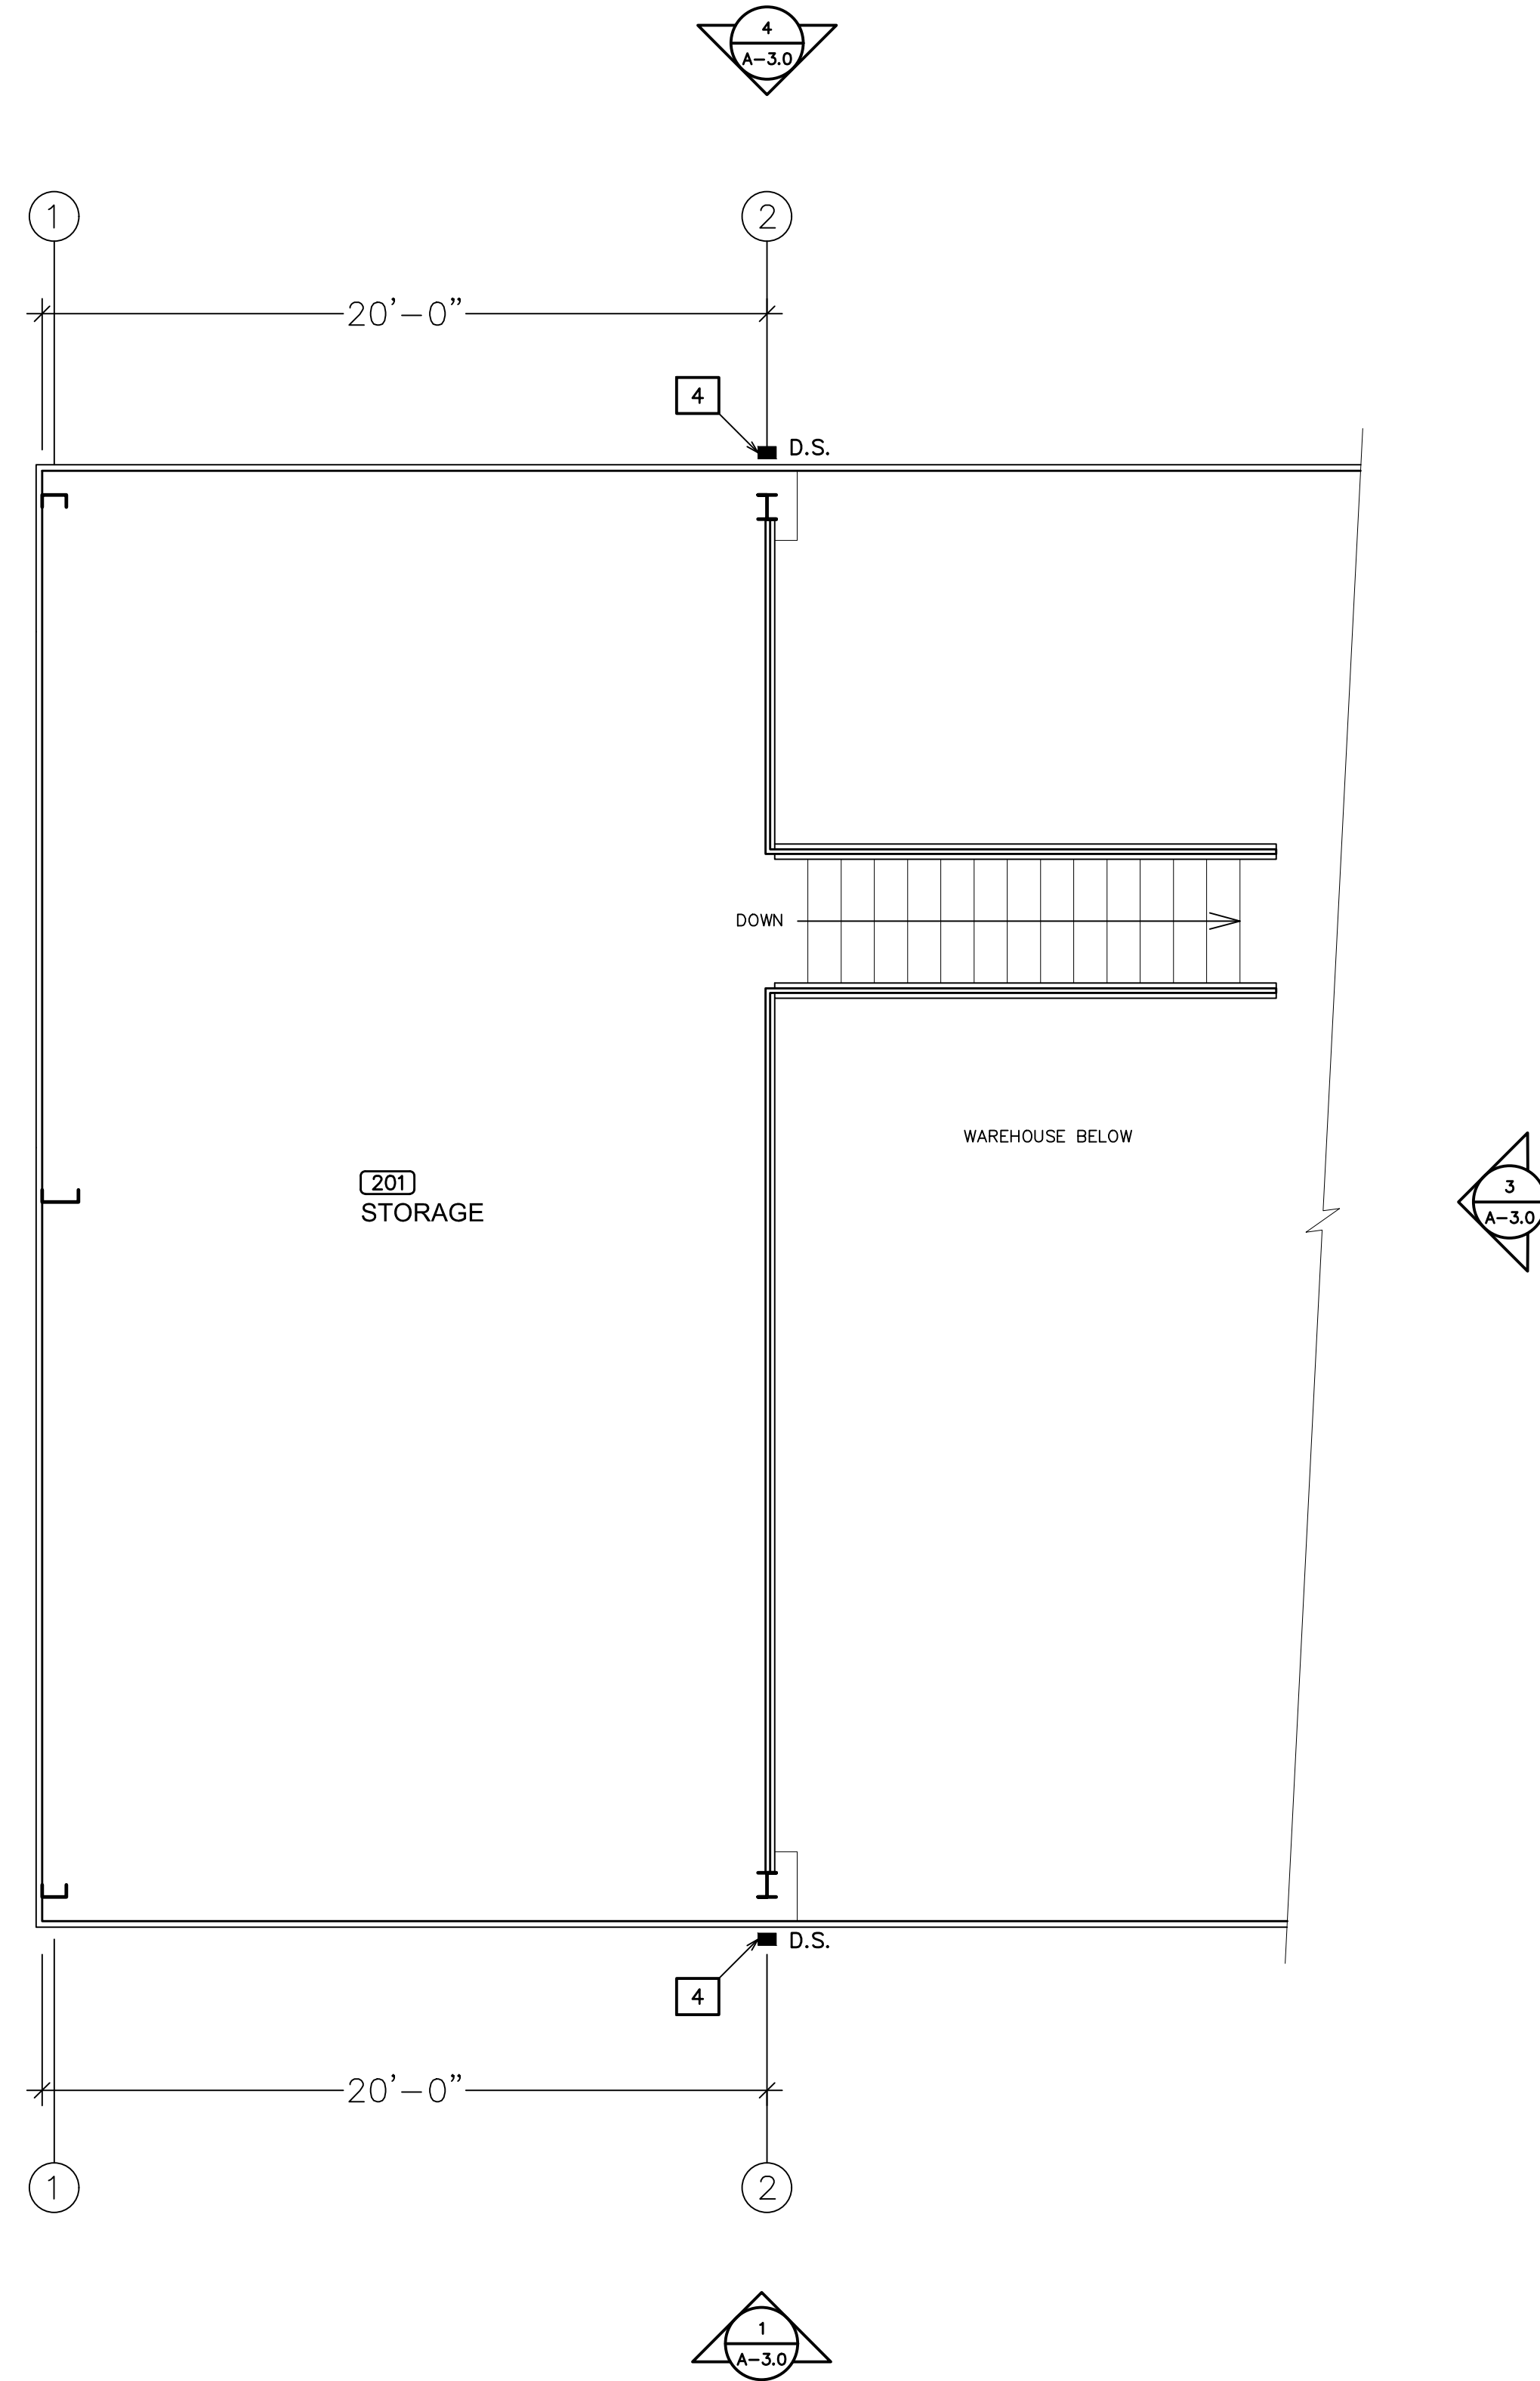 4
A-3.0
1
2
20'-0"
4
D.S.
DOWN
WAREHOUSE BELOW
201
STORAGE
3
A-3.0
D.S.
4
20'-0"
1
2
1
A-3.0